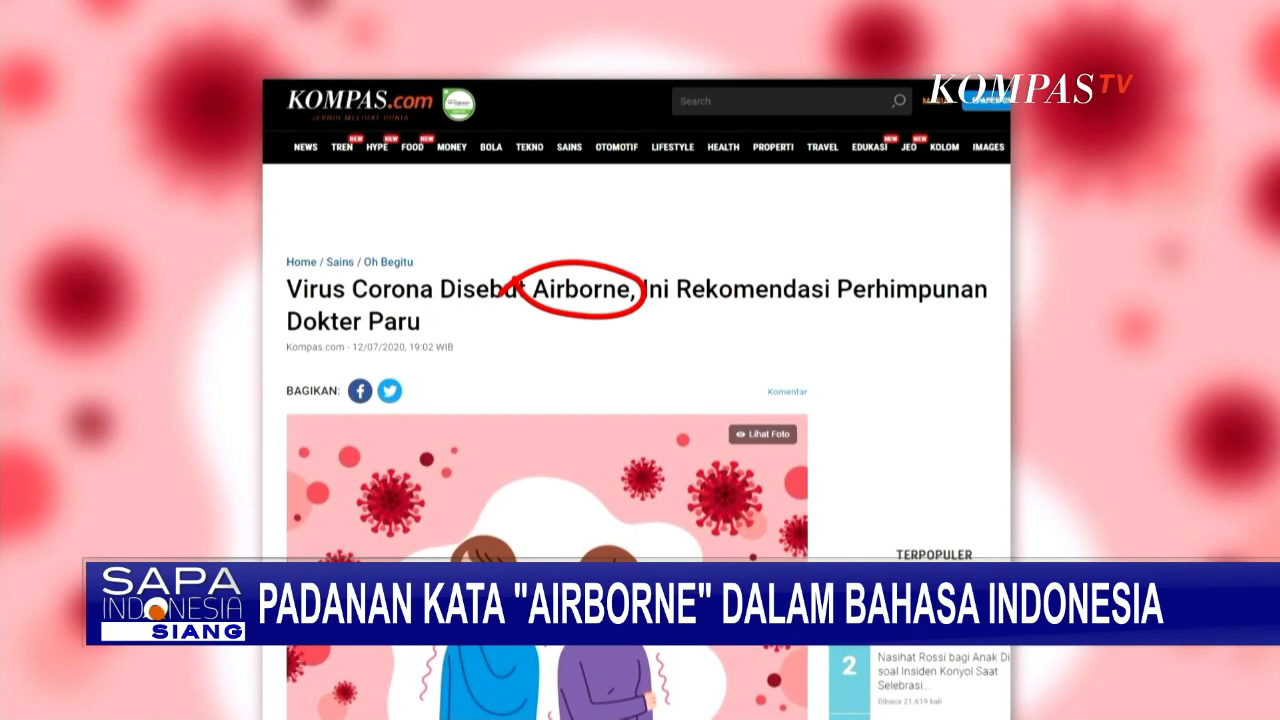 KOMPAS TV
KOMPAS.com
JERNIH MELIHAT DUNIA
Search
NEW NEW NEW NEW NEW
NEWS TREN HYPE FOOD MONEY BOLA TEKNO SAINS OTOMOTIF LIFESTYLE HEALTH PROPERTI TRAVEL EDUKASI JEO KOLOM IMAGES
Home / Sains / Oh Begitu
Virus Corona Disebut Airborne, Ini Rekomendasi Perhimpunan
Dokter Paru
Kompas.com - 12/07/2020, 19:02 WIB
BAGIKAN:
Komentar
Lihat Foto
TERPOPULER
SAPA
INDONESIA
SIANG
PADANAN KATA "AIRBORNE" DALAM BAHASA INDONESIA
2
Nasihat Rossi bagi Anak Di
soal Insiden Konyol Saat
Selebrasi...
Dibaca 21.619 kali